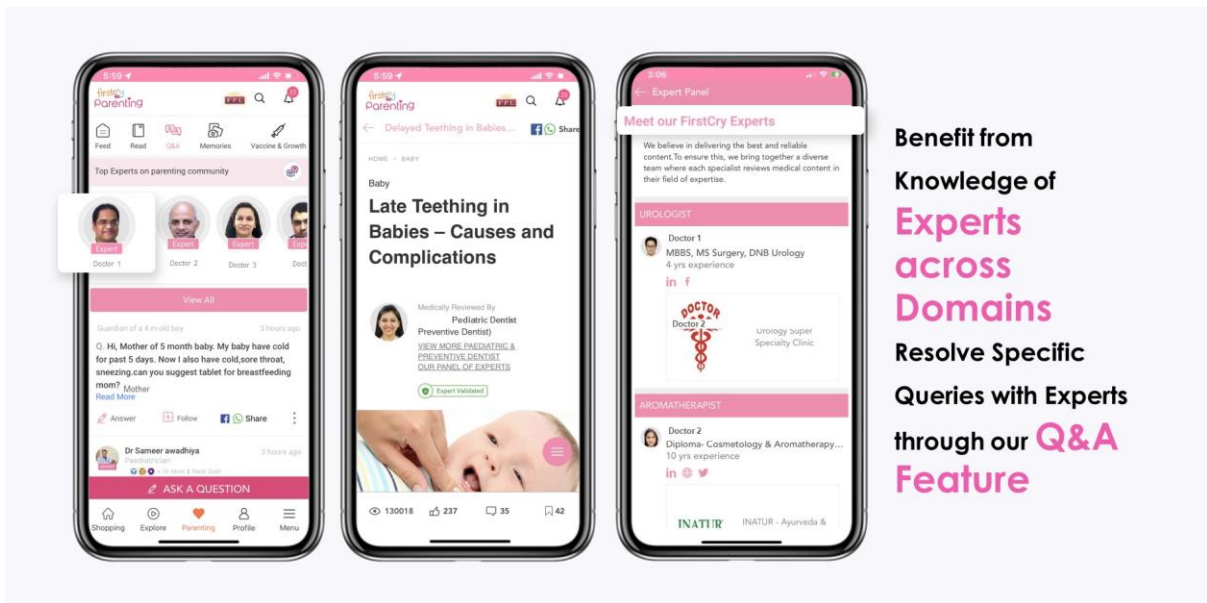 5:59
firstcry
Parenting
FPL
23
Feed
Read
Q&A
Memories
Vaccine & Growth
Top Experts on parenting community
Expert
Expert
Expert
Doctor 1
Doctor 2
Doctor 3
View All
Guardian of a 4 m old boy
3 hours ago
Q. Hi, Mother of 5 month baby. My baby have cold
for past 5 days. Now I also have cold,sore throat,
sneezing.can you suggest tablet for breastfeeding
mom?
Mother
Read More
Answer
Follow
Share
Dr Sameer awadhiya
3 hours ago
Paediatrician
ASK A QUESTION
Shopping
Explore
Parenting
Profile
Menu
5:59
firstcry
Parenting
FPL
23
Delayed Teething in Babies...
Share
HOME
BABY
Baby
Late Teething in
Babies – Causes and
Complications
Medically Reviewed By
Pediatric Dentist
Preventive Dentist)
VIEW MORE PAEDIATRIC &
PREVENTIVE DENTIST
OUR PANEL OF EXPERTS
Expert Validated
130018
237
35
42
3:06
Expert Panel
Meet our FirstCry Experts
We believe in delivering the best and reliable
content.To ensure this, we bring together a diverse
team where each specialist reviews medical content in
their field of expertise.
UROLOGIST
Doctor 1
MBBS, MS Surgery, DNB Urology
4 yrs experience
in f
DOCTOR
Doctor 2
Urology Super
Specialty Clinic
AROMATHERAPIST
Doctor 2
Diploma- Cosmetology & Aromatherapy...
10 yrs experience
in
INATUR
INATUR - Ayurveda &
Benefit from
Knowledge of
Experts
across
Domains
Resolve Specific
Queries with Experts
through our Q&A
Feature